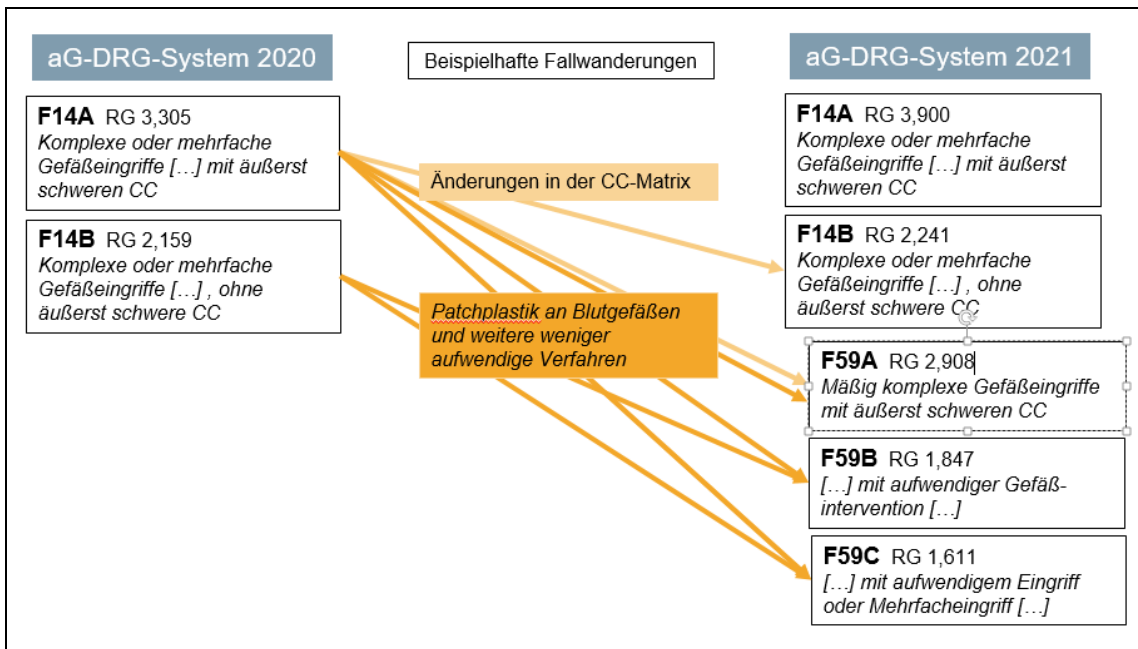 aG-DRG-System 2020
Beispielhafte Fallwanderungen
aG-DRG-System 2021
F14A RG 3,305
Komplexe oder mehrfache
Gefäßeingriffe […] mit äußerst
schweren CC
F14B RG 2,159
Komplexe oder mehrfache
Gefäßeingriffe […] , ohne
äußerst schwere CC
Änderungen in der CC-Matrix
Patchplastik an Blutgefäßen
und weitere weniger
aufwendige Verfahren
F14A RG 3,900
Komplexe oder mehrfache
Gefäßeingriffe […] mit äußerst
schweren CC
F14B RG 2,241
Komplexe oder mehrfache
Gefäßeingriffe […] , ohne
äußerst schwere CC
F59A RG 2,908
Mäßig komplexe Gefäßeingriffe
mit äußerst schweren CC
F59B RG 1,847
[…] mit aufwendiger Gefäß-
intervention […]
F59C RG 1,611
[…] mit aufwendigem Eingriff
oder Mehrfacheingriff […]